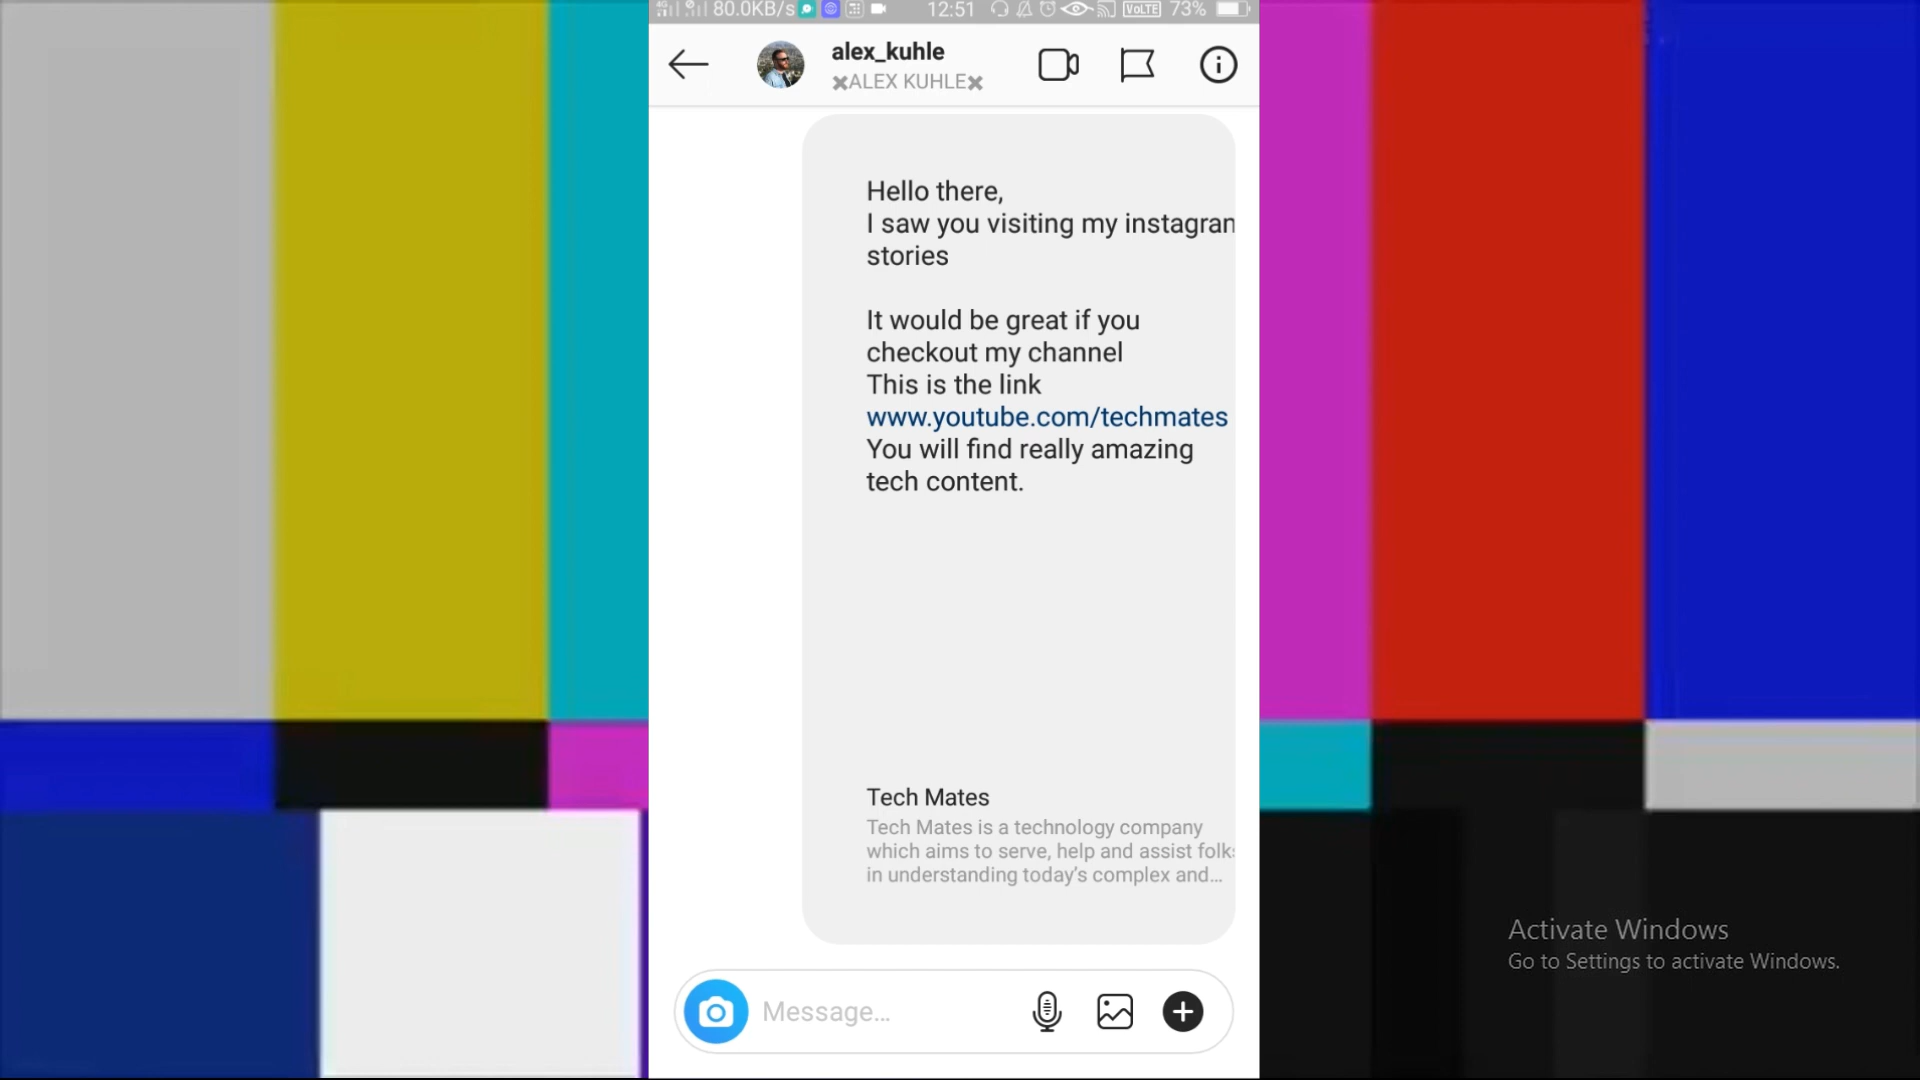 80.0KB/s 12:51 VoLTE 73%
alex_kuhle
✖ALEX KUHLE✖
Hello there,
I saw you visiting my instagram
stories
It would be great if you
checkout my channel
This is the link
www.youtube.com/techmates
You will find really amazing
tech content.
Tech Mates
Tech Mates is a technology company
which aims to serve, help and assist folks
in understanding today's complex and...
Message...
Activate Windows
Go to Settings to activate Windows.